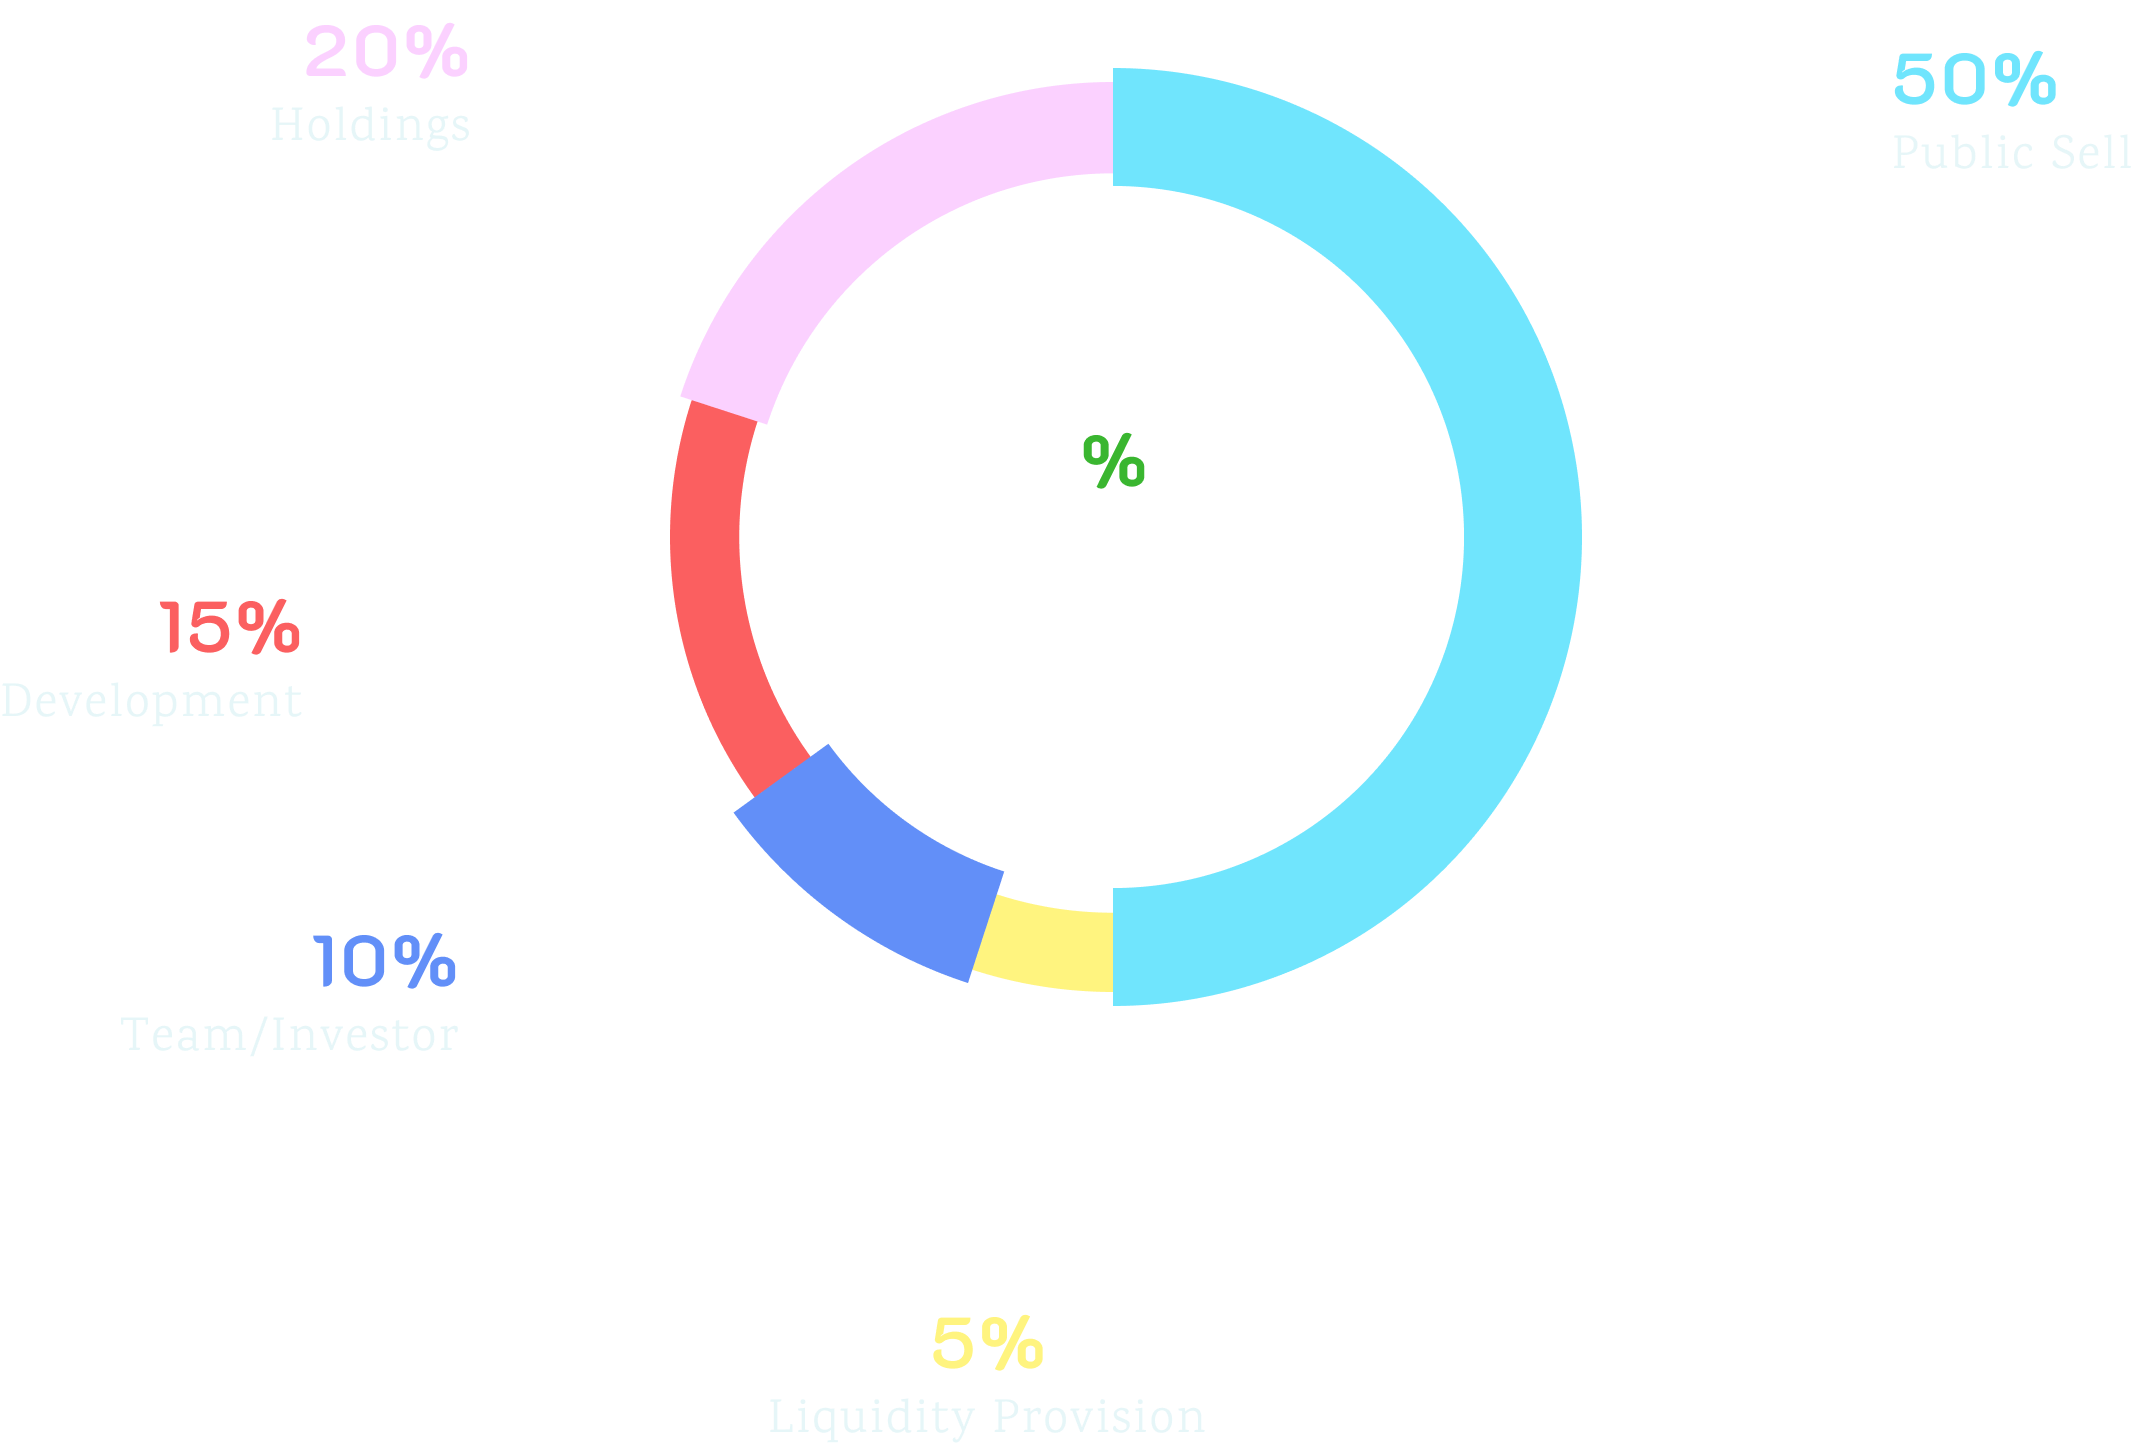 20%
Holdings
50%
Public Sell
%
15%
Development
10%
Team/Investor
5%
Liquidity Provision